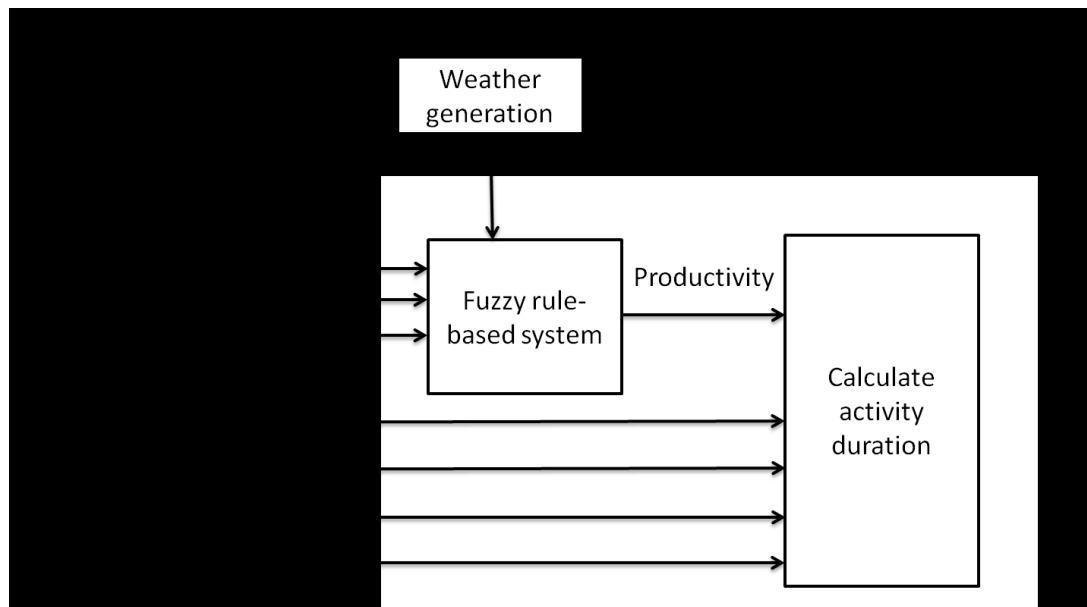 Weather
generation
Productivity
Fuzzy rule-
based system
Calculate
activity
duration